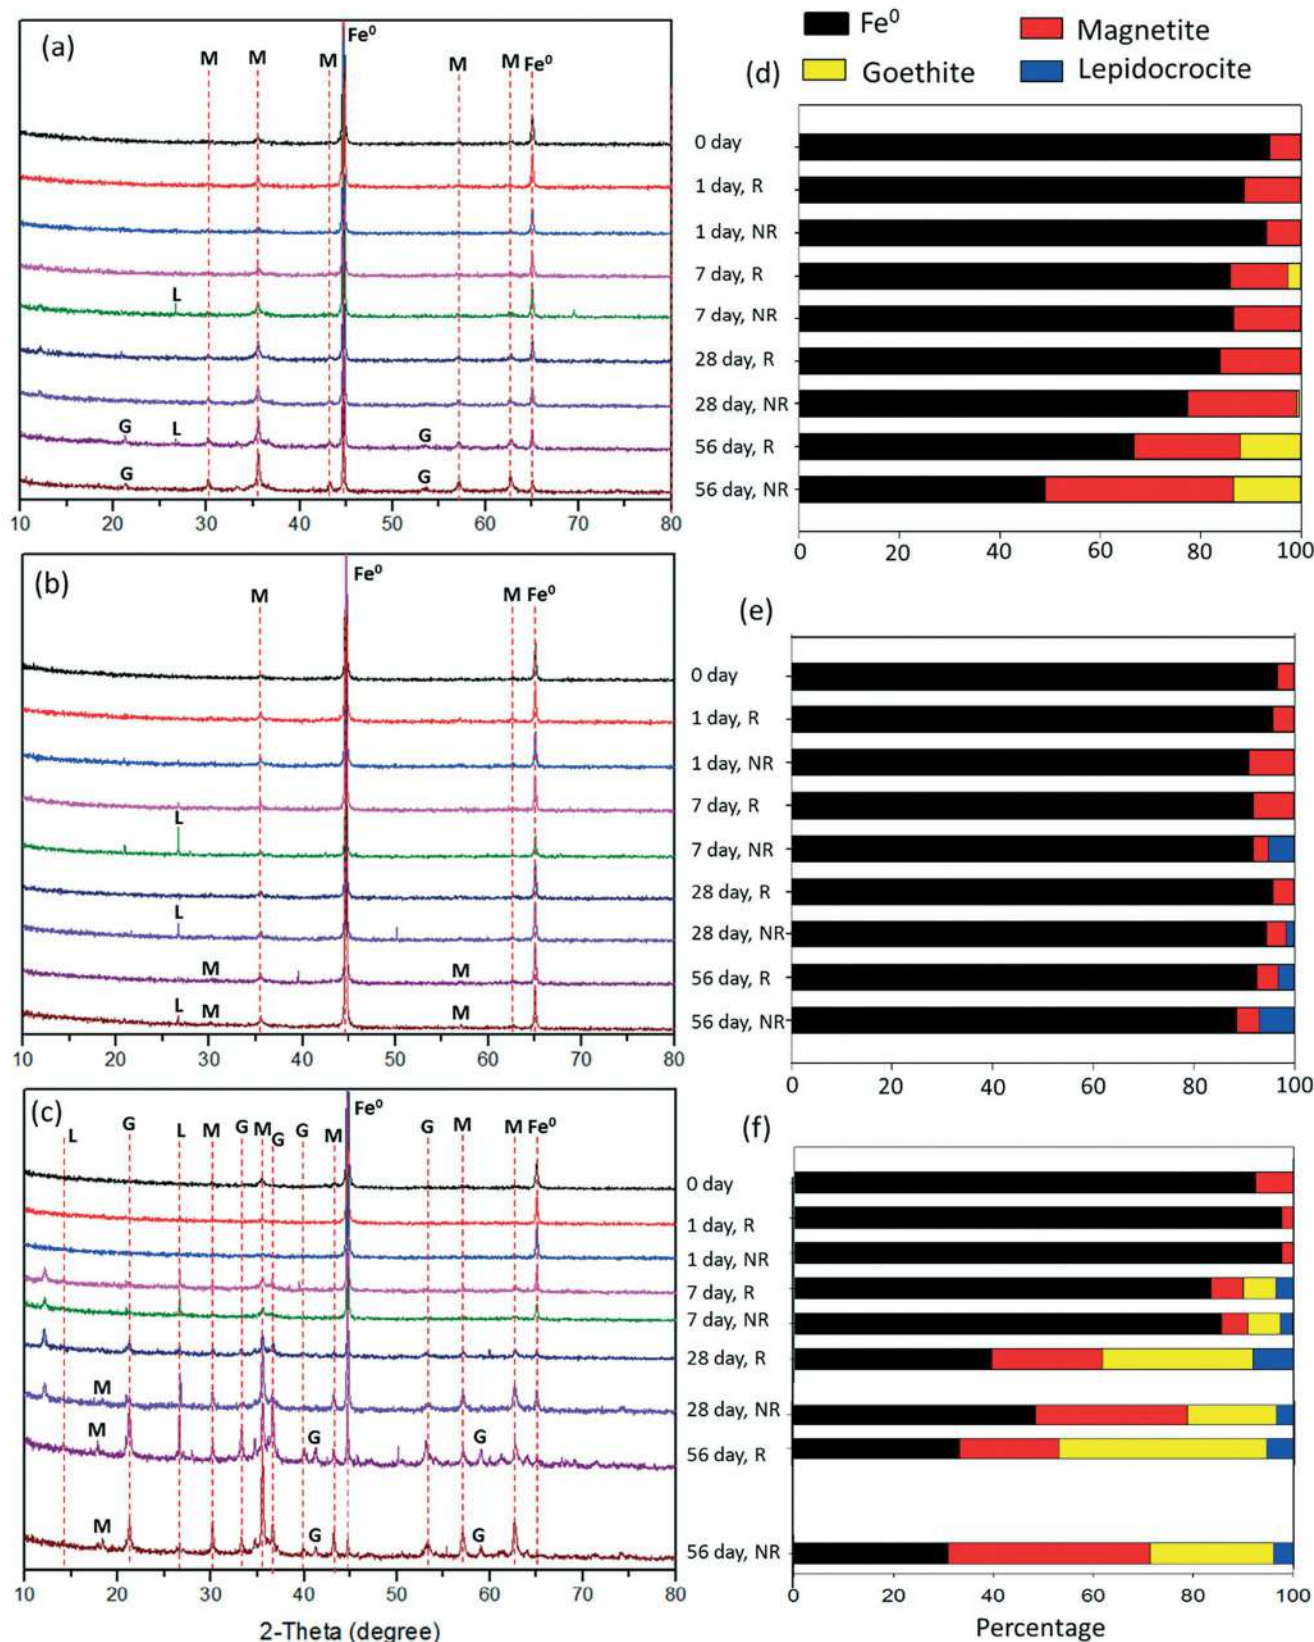 (a)
Fe⁰
M M M M M Fe⁰
L
G L G
G G
10 20 30 40 50 60 70 80
Fe⁰ Magnetite
Goethite Lepidocrocite
(d)
0 day
1 day, R
1 day, NR
7 day, R
7 day, NR
28 day, R
28 day, NR
56 day, R
56 day, NR
0 20 40 60 80 100
(b)
Fe⁰
M M Fe⁰
L
L
M M
L M M
10 20 30 40 50 60 70 80
(e)
0 day
1 day, R
1 day, NR
7 day, R
7 day, NR
28 day, R
28 day, NR
56 day, R
56 day, NR
0 20 40 60 80 100
(c)
Fe⁰
L G L M G M G G M G M M Fe⁰
M
M G G
M G G
10 20 30 40 50 60 70 80
2-Theta (degree)
(f)
0 day
1 day, R
1 day, NR
7 day, R
7 day, NR
28 day, R
28 day, NR
56 day, R
56 day, NR
0 20 40 60 80 100
Percentage